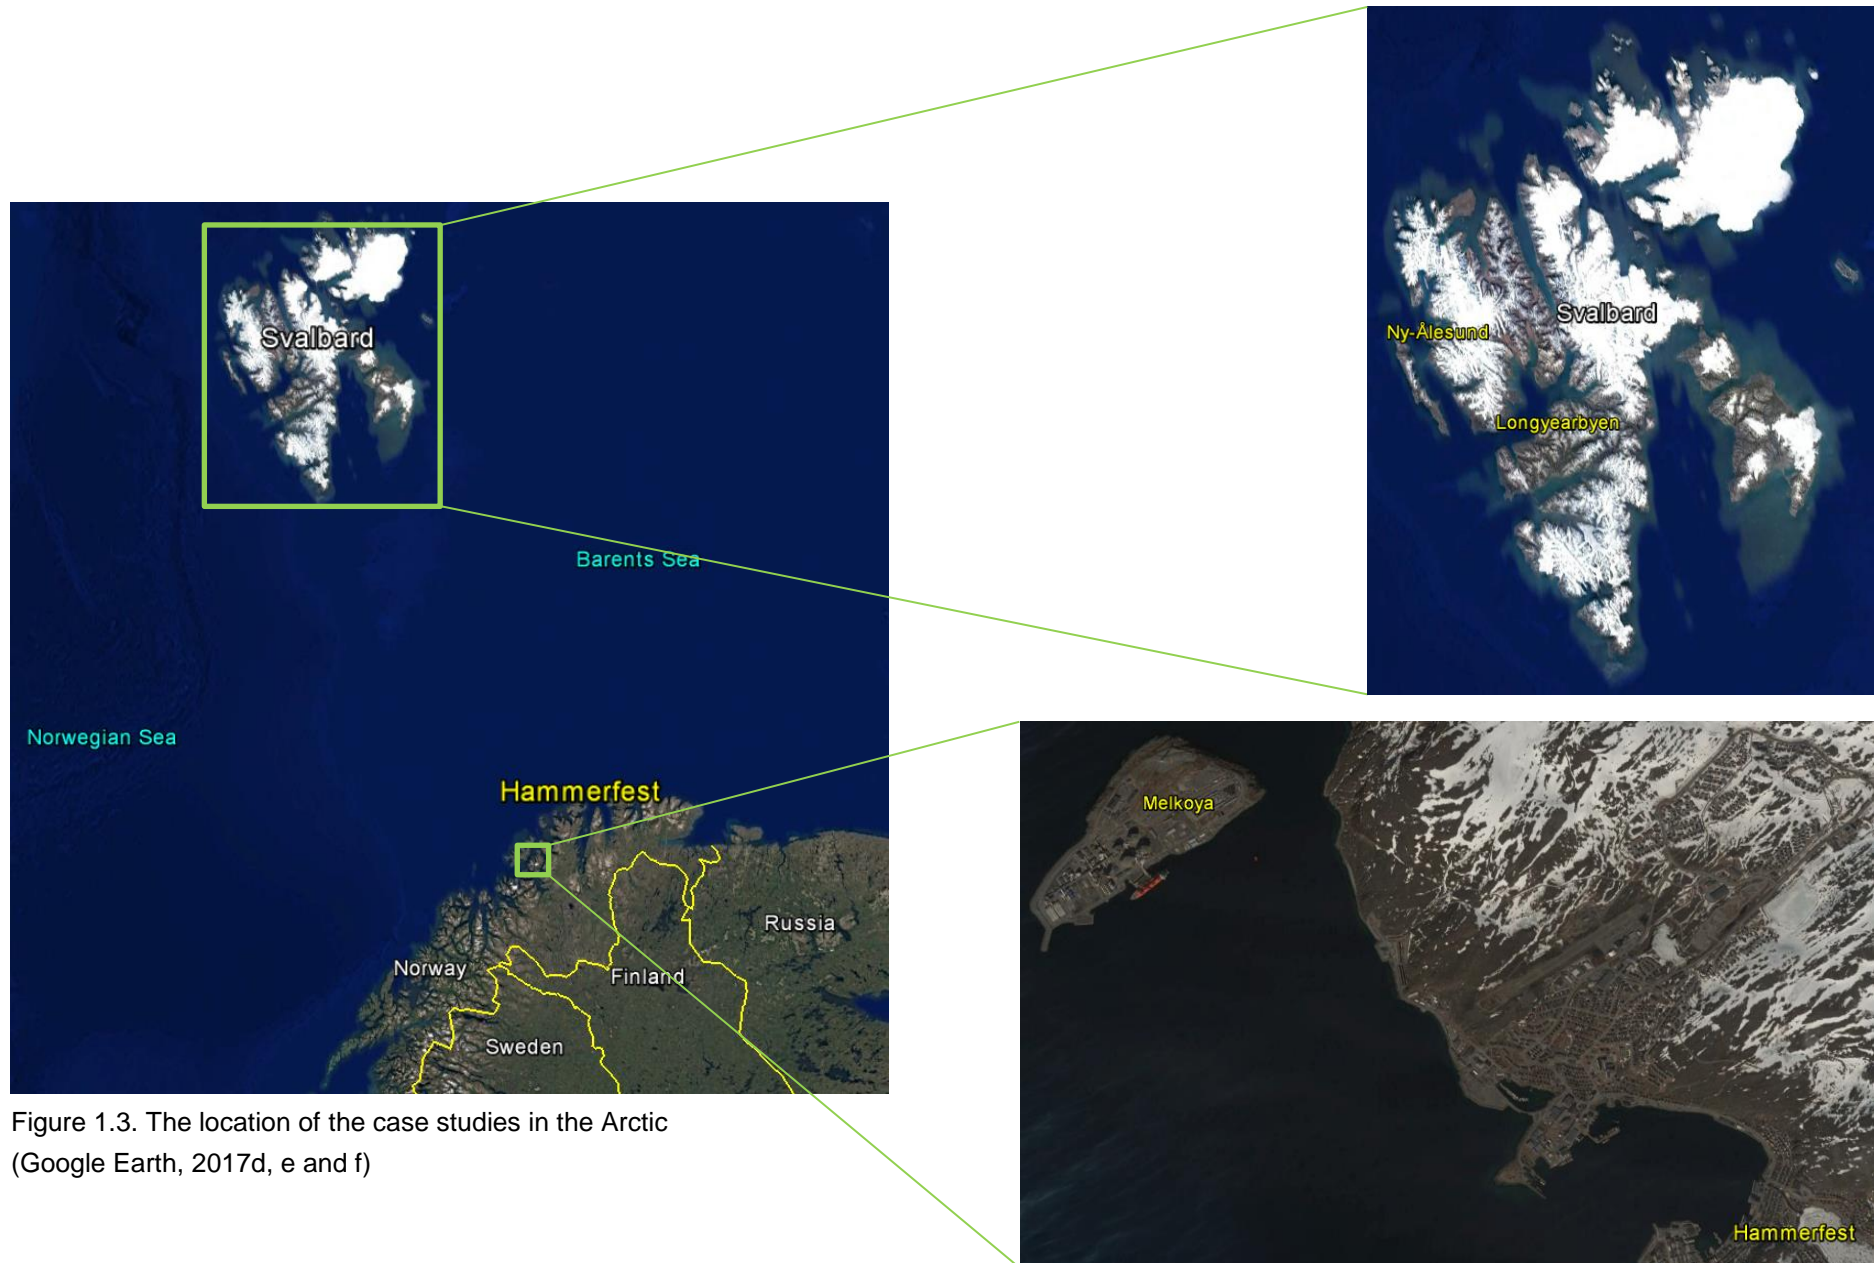 Svalbard
Barents Sea
Norwegian Sea
Hammerfest
Russia
Norway
Finland
Sweden
Figure 1.3. The location of the case studies in the Arctic
(Google Earth, 2017d, e and f)
Svalbard
Ny-Ålesund
Longyearbyen
Melkoya
Hammerfest